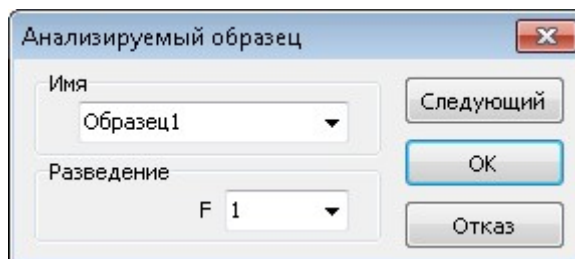 Анализируемый образец
Имя
Образец1
Следующий
OK
Разведение
F 1
Отказ